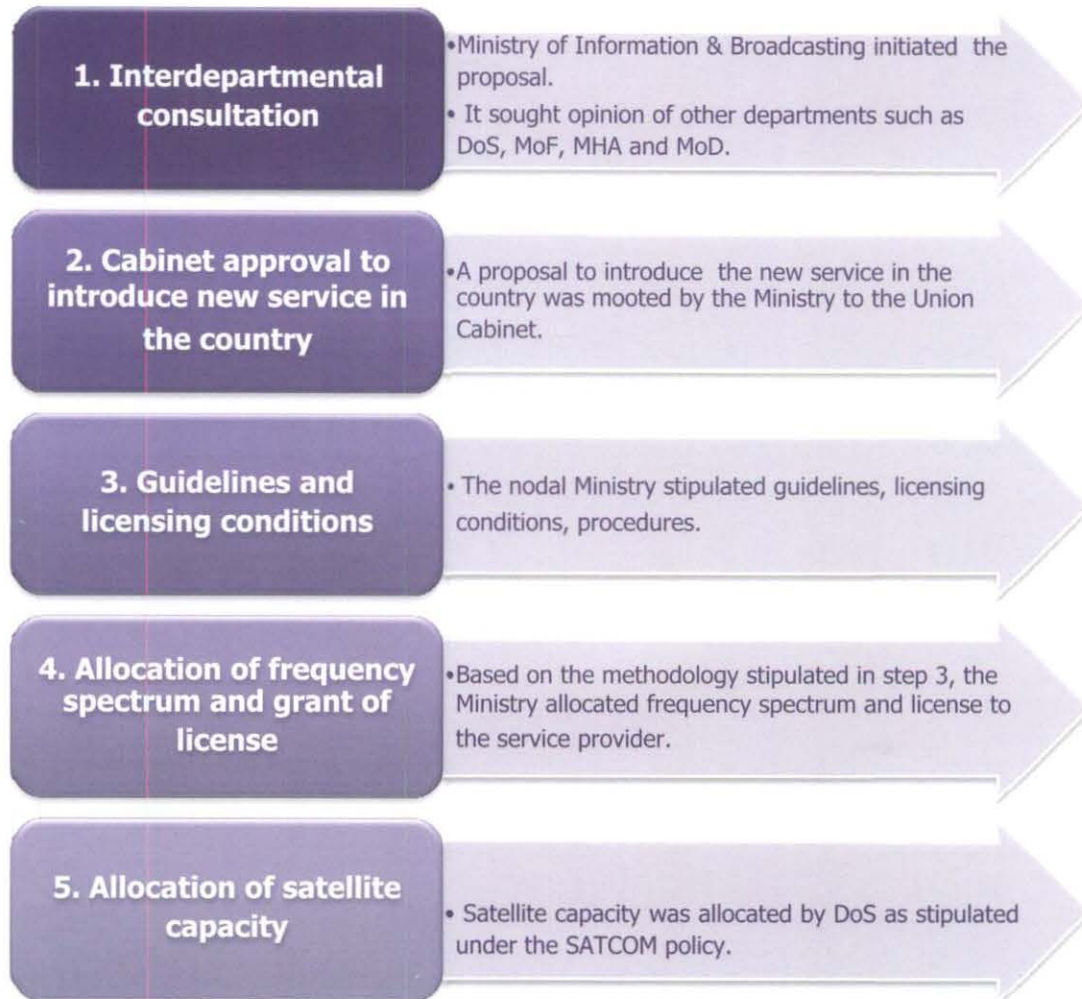 1. Interdepartmental
consultation
•Ministry of Information & Broadcasting initiated the
proposal.
• It sought opinion of other departments such as
DoS, MoF, MHA and MoD.
2. Cabinet approval to
introduce new service in
the country
•A proposal to introduce the new service in the
country was mooted by the Ministry to the Union
Cabinet.
3. Guidelines and
licensing conditions
• The nodal Ministry stipulated guidelines, licensing
conditions, procedures.
4. Allocation of frequency
spectrum and grant of
license
•Based on the methodology stipulated in step 3, the
Ministry allocated frequency spectrum and license to
the service provider.
5. Allocation of satellite
capacity
• Satellite capacity was allocated by DoS as stipulated
under the SATCOM policy.